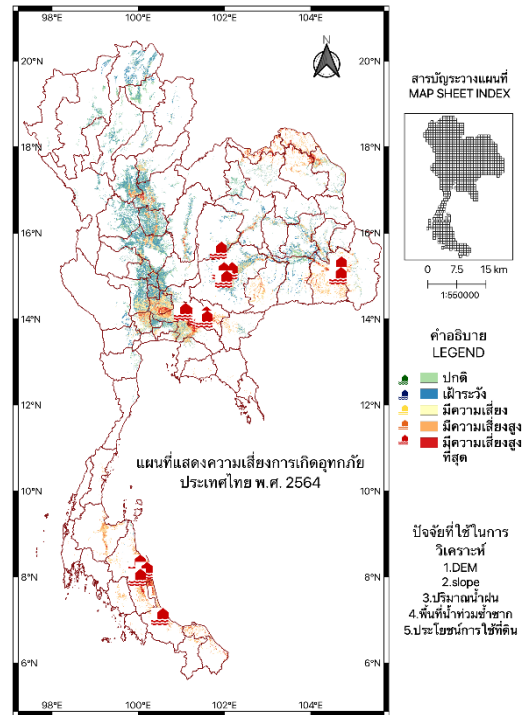 98°E 100°E 102°E 104°E
20°N
18°N
16°N
14°N
12°N
10°N
8°N
6°N
N
แผนที่แสดงความเสี่ยงการเกิดอุทกภัย
ประเทศไทย พ.ศ. 2564
98°E 100°E 102°E 104°E
สารบัญระวางแผนที่
MAP SHEET INDEX
0 7.5 15 km
1:560000
คำอธิบาย
LEGEND
ปกติ
เฝ้าระวัง
มีความเสี่ยง
มีความเสี่ยงสูง
มีความเสี่ยงสูง
ที่สุด
ปัจจัยที่ใช้ในการ
วิเคราะห์
1.DEM
2.slope
3.ปริมาณน้ำฝน
4.พื้นที่น้ำท่วมซ้ำซาก
5.ประโยชน์การใช้ที่ดิน